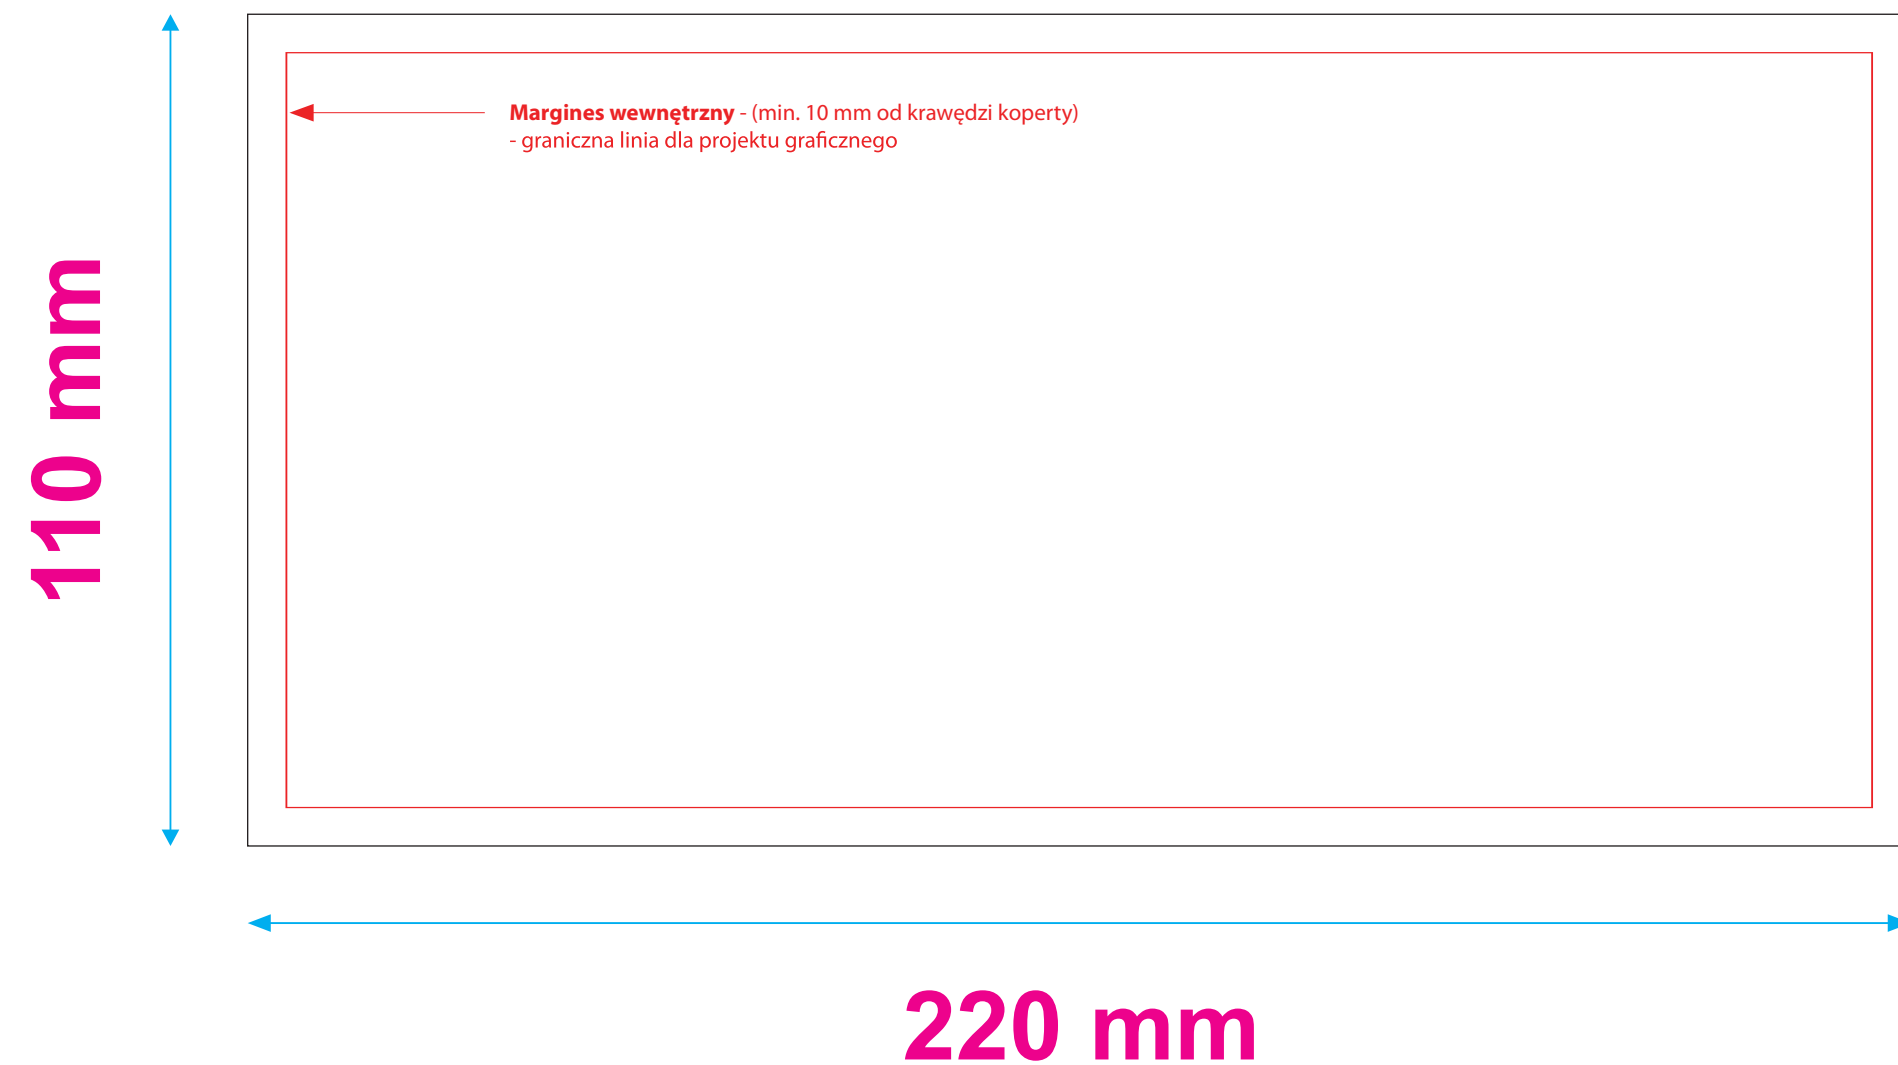 Margines wewnętrzny - (min. 10 mm od krawędzi koperty)
- graniczna linia dla projektu graficznego
110 mm
220 mm